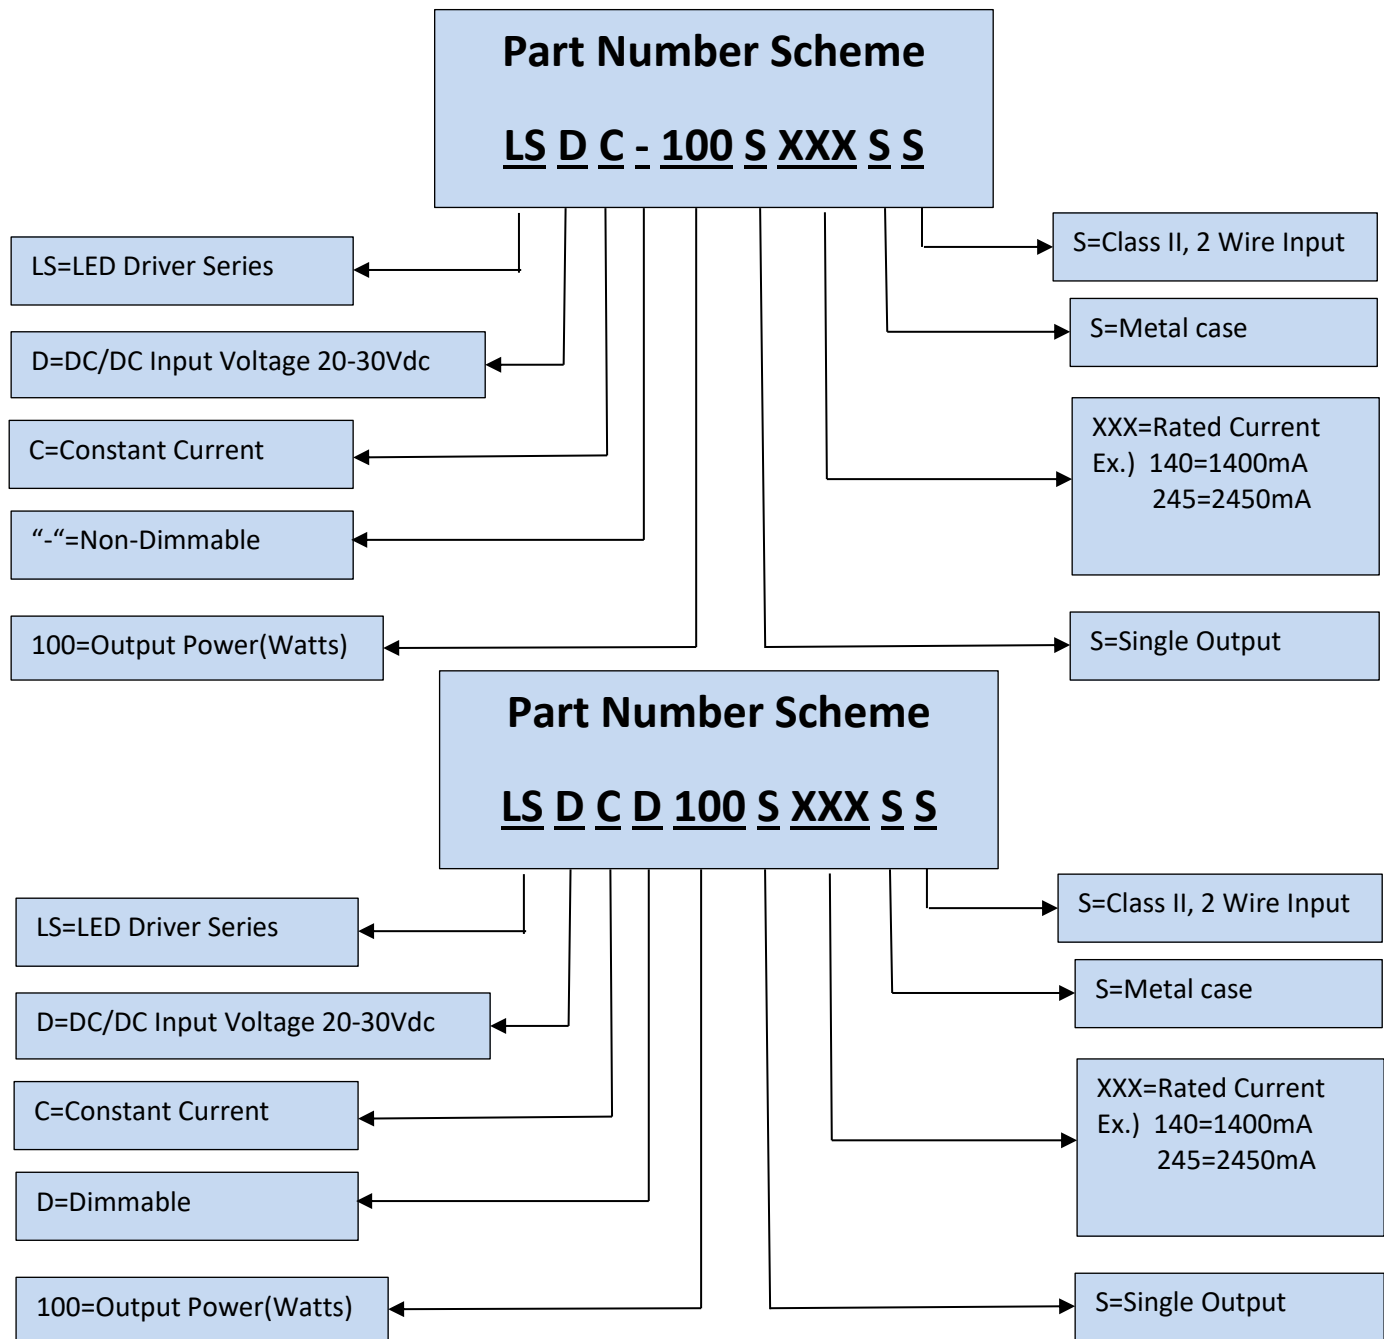 Part Number Scheme
LS D C - 100 S XXX S S
LS=LED Driver Series
D=DC/DC Input Voltage 20-30Vdc
C=Constant Current
“-“=Non-Dimmable
100=Output Power(Watts)
S=Class II, 2 Wire Input
S=Metal case
XXX=Rated Current
Ex.) 140=1400mA
245=2450mA
S=Single Output
Part Number Scheme
LS D C D 100 S XXX S S
LS=LED Driver Series
D=DC/DC Input Voltage 20-30Vdc
C=Constant Current
D=Dimmable
100=Output Power(Watts)
S=Class II, 2 Wire Input
S=Metal case
XXX=Rated Current
Ex.) 140=1400mA
245=2450mA
S=Single Output